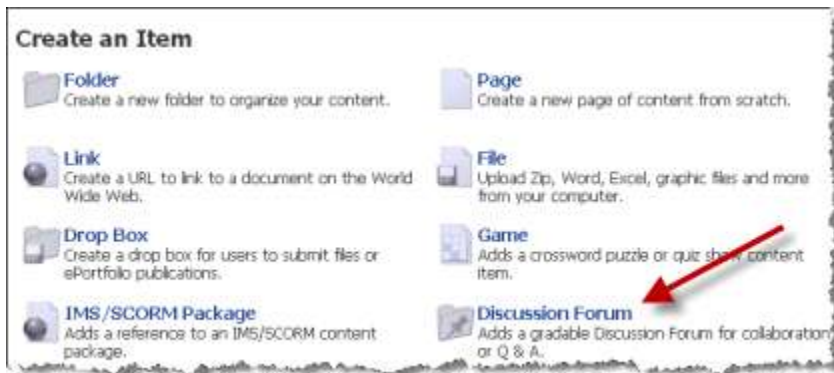 Create an Item
Folder
Create a new folder to organize your content.
Page
Create a new page of content from scratch.
Link
Create a URL to link to a document on the World
Wide Web.
File
Upload Zip, Word, Excel, graphic files and more
from your computer.
Drop Box
Create a drop box for users to submit files or
ePortfolio publications.
Game
Adds a crossword puzzle or quiz show content
item.
IMS/SCORM Package
Adds a reference to an IMS/SCORM content
package.
Discussion Forum
Adds a gradable Discussion Forum for collaboration
or Q & A.